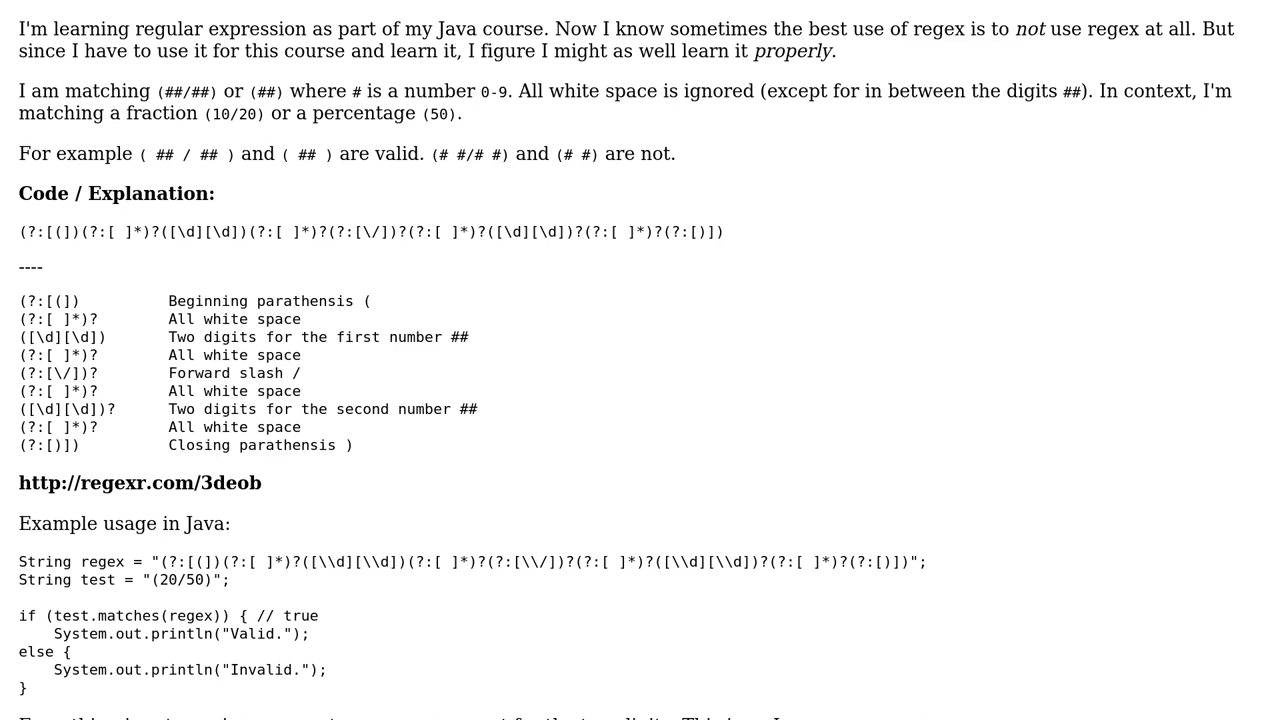 I'm learning regular expression as part of my Java course. Now I know sometimes the best use of regex is to not use regex at all. But
since I have to use it for this course and learn it, I figure I might as well learn it properly.
I am matching (##/##) or (##) where # is a number 0-9. All white space is ignored (except for in between the digits ##). In context, I'm
matching a fraction (10/20) or a percentage (50).
For example ( ## / ## ) and ( ## ) are valid. (# #/# #) and (# #) are not.
Code / Explanation:
(?:[(])(?:[ ]*)?([\d][\d])(?:[ ]*)?(?:[\/])?(?:[ ]*)?([\d][\d])?(?:[ ]*)?(?:[)])
----
(?:[(])          Beginning parathensis (
(?:[ ]*)?        All white space
([\d][\d])       Two digits for the first number ##
(?:[ ]*)?        All white space
(?:[\/])?        Forward slash /
(?:[ ]*)?        All white space
([\d][\d])?      Two digits for the second number ##
(?:[ ]*)?        All white space
(?:[)])          Closing parathensis )
http://regexr.com/3deob
Example usage in Java:
String regex = "(?:[(])(?:[ ]*)?([\\d][\\d])(?:[ ]*)?(?:[\\/])?(?:[ ]*)?([\\d][\\d])?(?:[ ]*)?(?:[)])";
String test = "(20/50)";
if (test.matches(regex)) { // true
    System.out.println("Valid.");
else {
    System.out.println("Invalid.");
}